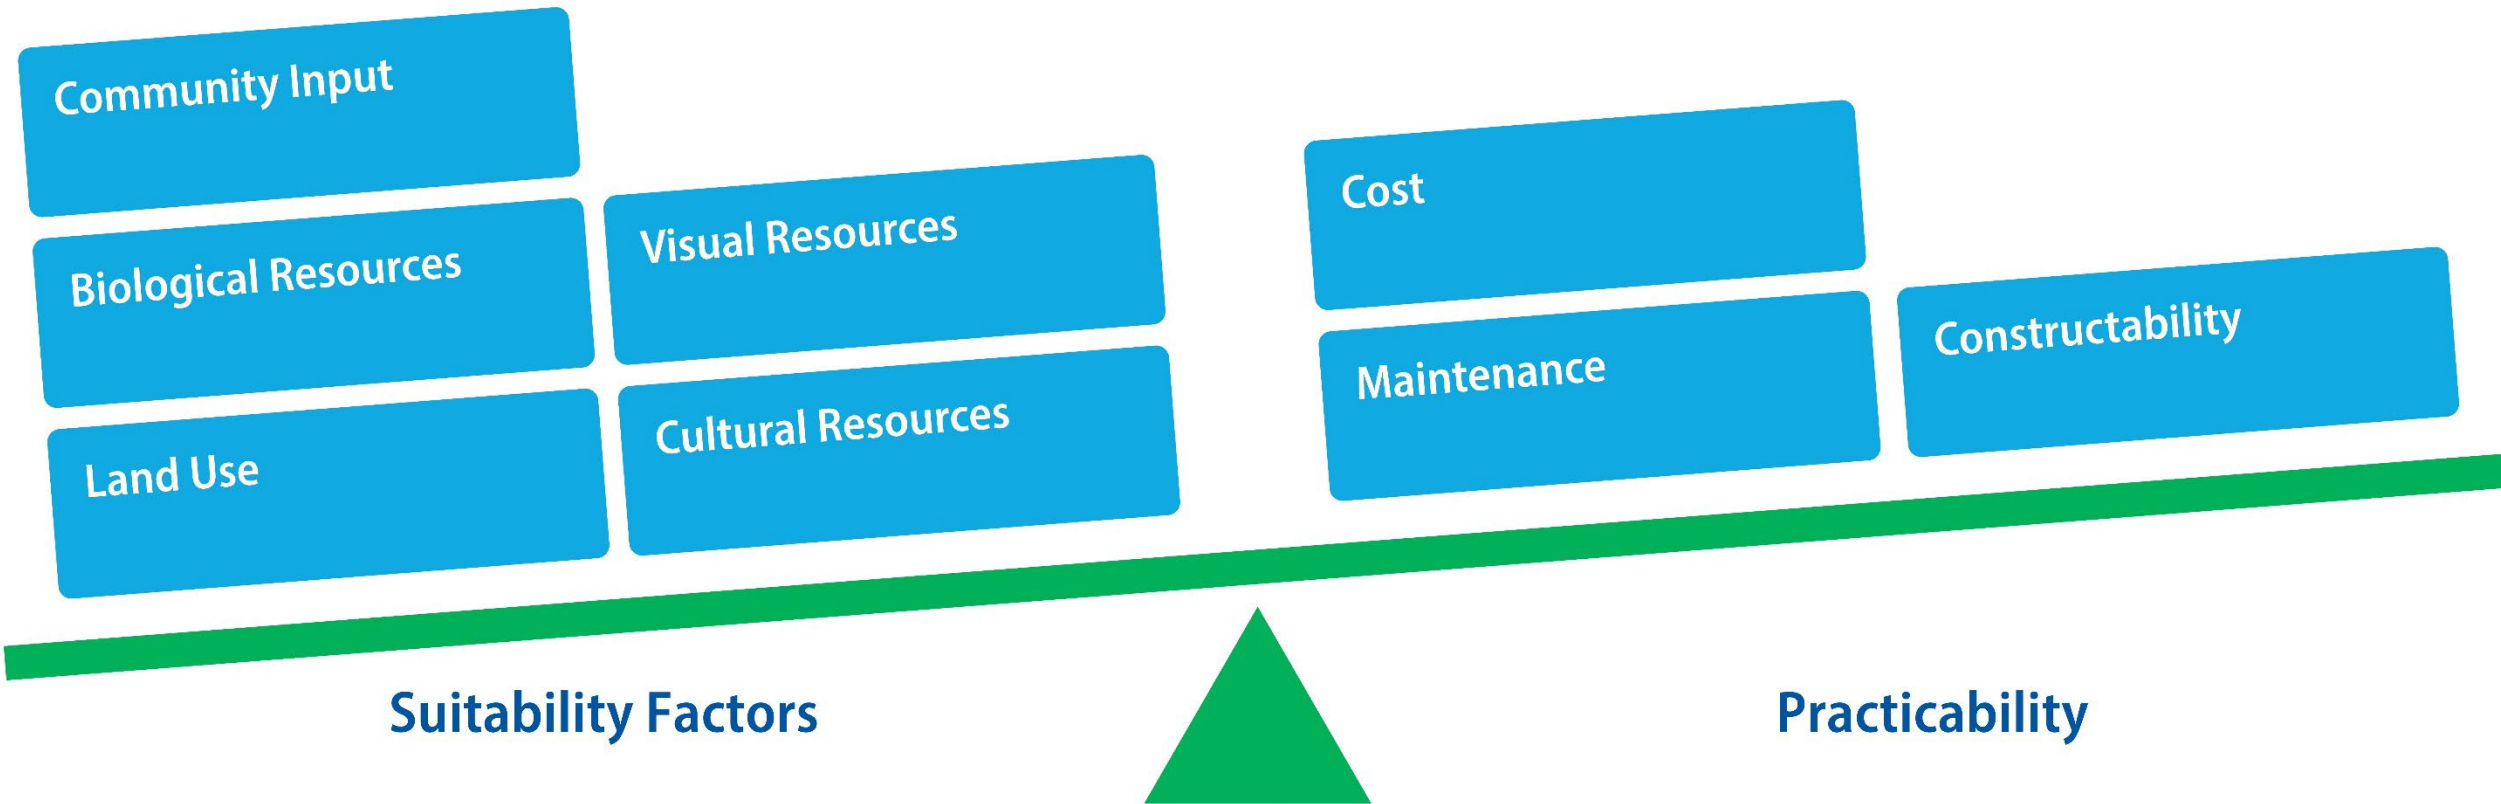 Community Input
Biological Resources
Visual Resources
Land Use
Cultural Resources
Cost
Maintenance
Constructability
Suitability Factors
Practicability